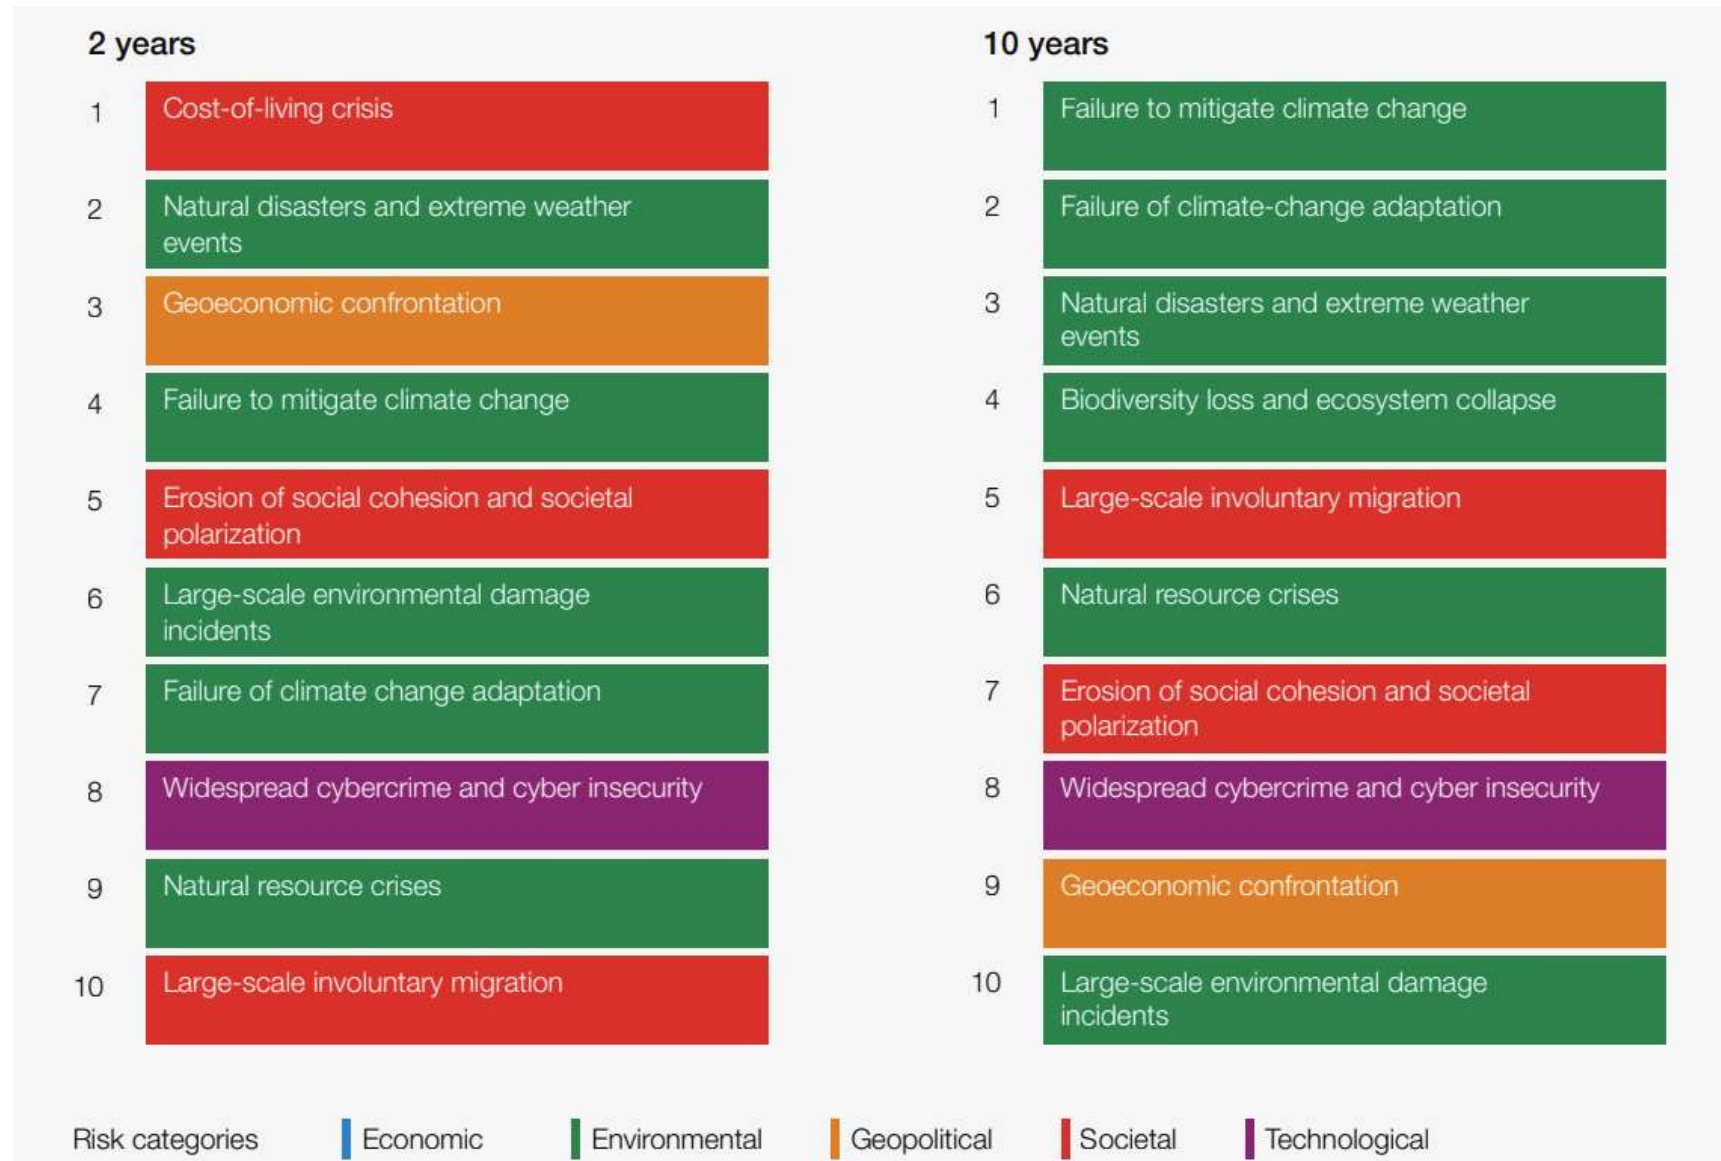 2 years
1 Cost-of-living crisis
2 Natural disasters and extreme weather
events
3 Geoeconomic confrontation
4 Failure to mitigate climate change
5 Erosion of social cohesion and societal
polarization
6 Large-scale environmental damage
incidents
7 Failure of climate change adaptation
8 Widespread cybercrime and cyber insecurity
9 Natural resource crises
10 Large-scale involuntary migration
10 years
1 Failure to mitigate climate change
2 Failure of climate-change adaptation
3 Natural disasters and extreme weather
events
4 Biodiversity loss and ecosystem collapse
5 Large-scale involuntary migration
6 Natural resource crises
7 Erosion of social cohesion and societal
polarization
8 Widespread cybercrime and cyber insecurity
9 Geoeconomic confrontation
10 Large-scale environmental damage
incidents
Risk categories Economic Environmental Geopolitical Societal Technological